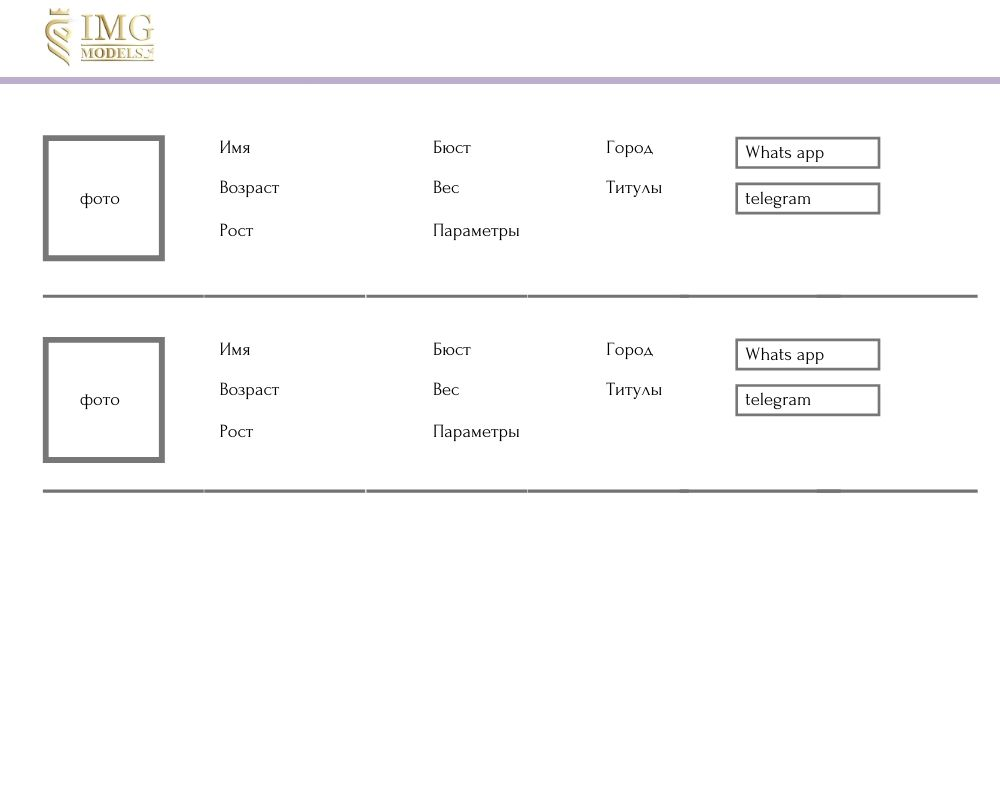 IMG
MODELS
Имя Бюст Город Whats app
Возраст Вес Титулы telegram
фото
Рост Параметры
Имя Бюст Город Whats app
Возраст Вес Титулы telegram
фото
Рост Параметры